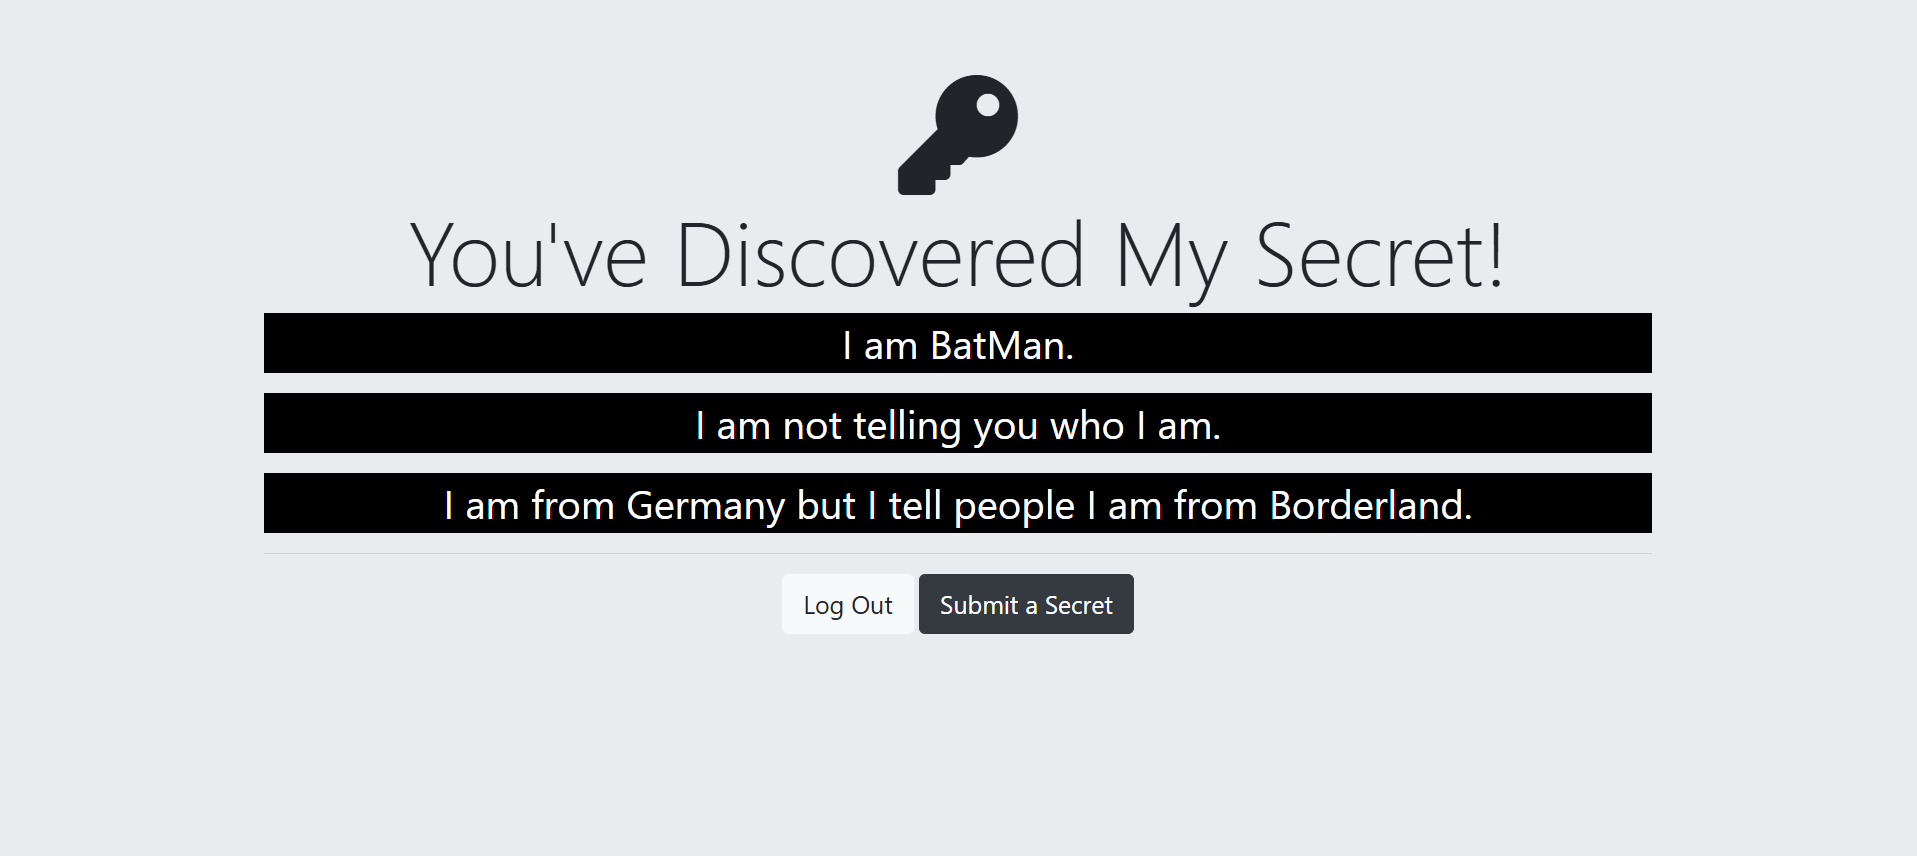 You've Discovered My Secret!
I am BatMan.
I am not telling you who I am.
I am from Germany but I tell people I am from Borderland.
Log Out
Submit a Secret